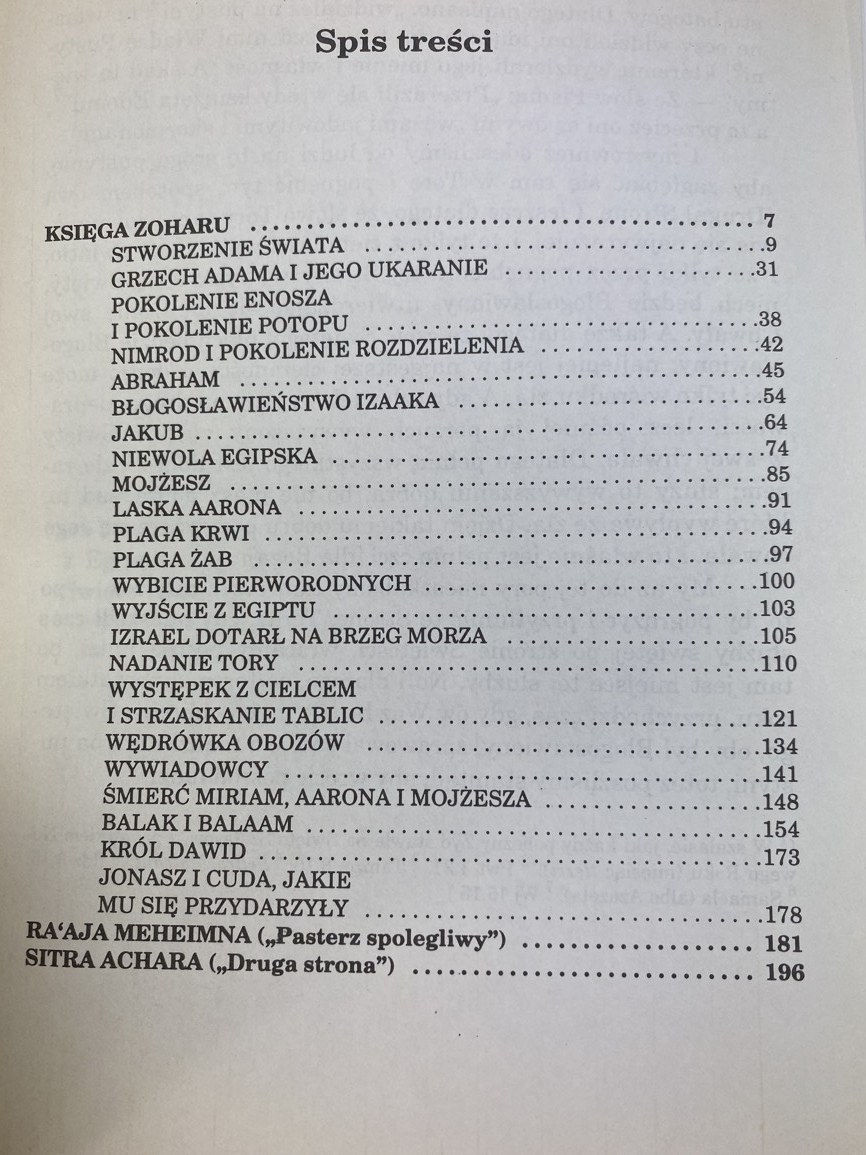 Spis treści
KSIĘGA ZOHARU ........................................ 7
STWORZENIE ŚWIATA ................................ 9
GRZECH ADAMA I JEGO UKARANIE .................... 31
POKOLENIE ENOSZA
I POKOLENIE POTOPU ................................ 38
NIMROD I POKOLENIE ROZDZIELENIA ................. 42
ABRAHAM ........................................ 45
BŁOGOSŁAWIEŃSTWO IZAAKA ........................ 54
JAKUB ........................................ 64
NIEWOLA EGIPSKA ................................ 74
MOJŻESZ ........................................ 85
LASKA AARONA ................................ 91
PLAGA KRWI ........................................ 94
PLAGA ŻAB ........................................ 97
WYBICIE PIERWORODNYCH ........................ 100
WYJŚCIE Z EGIPTU ................................ 103
IZRAEL DOTARŁ NA BRZEG MORZA ................. 105
NADANIE TORY ................................ 110
WYSTĘPEK Z CIELCEM
I STRZASKANIE TABLIC ........................ 121
WĘDRÓWKA OBOZÓW ........................ 134
WYWIADOWCY ................................ 141
ŚMIERĆ MIRIAM, AARONA I MOJŻESZA ............. 148
BALAK I BALAAM ................................ 154
KRÓL DAWID ................................ 173
JONASZ I CUDA, JAKIE
MU SIĘ PRZYDARZYŁY ........................ 178
RA'AJA MEHEIMNA („Pasterz spolegliwy”) ................. 181
SITRA ACHARA („Druga strona”) ........................ 196